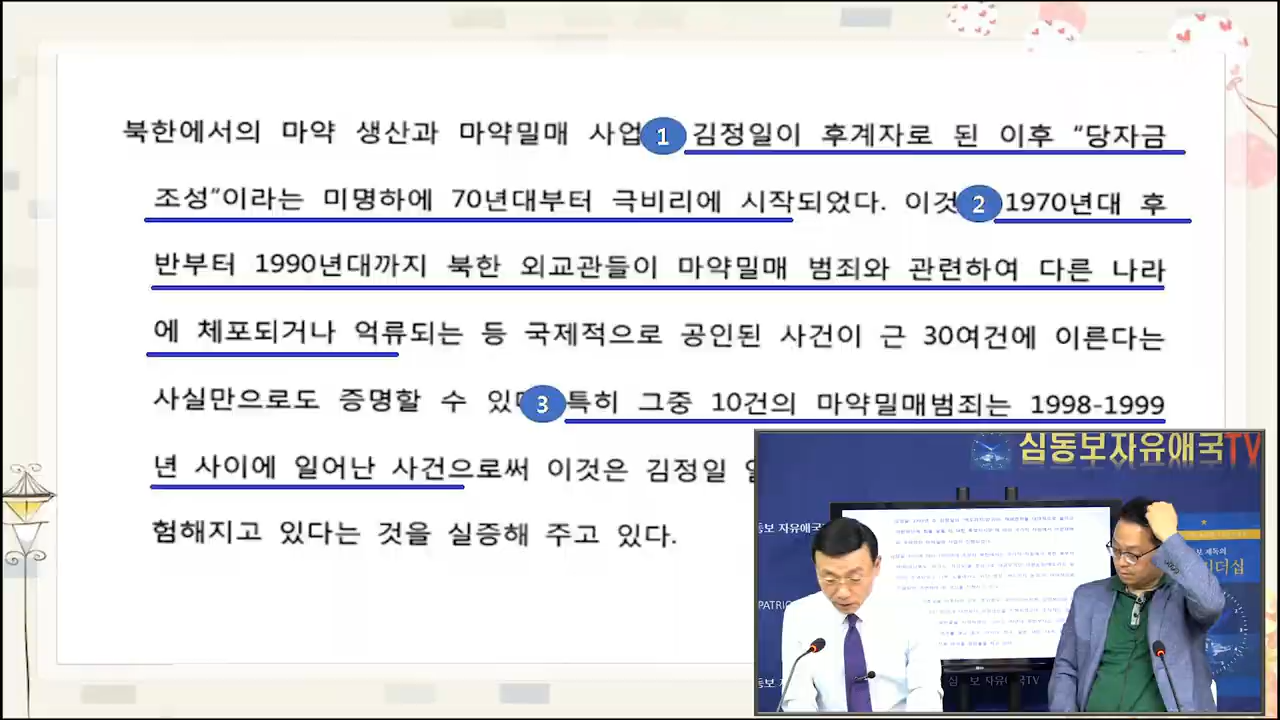 북한에서의 마약 생산과 마약밀매 사업 1 김정일이 후계자로 된 이후 “당자금
조성”이라는 미명하에 70년대부터 극비리에 시작되었다. 이것 2 1970년대 후
반부터 1990년대까지 북한 외교관들이 마약밀매 범죄와 관련하여 다른 나라
에 체포되거나 억류되는 등 국제적으로 공인된 사건이 근 30여건에 이른다는
사실만으로도 증명할 수 있 3 특히 그중 10건의 마약밀매범죄는 1998-1999
년 사이에 일어난 사건으로써 이것은 김정일
험해지고 있다는 것을 실증해 주고 있다.
심동보자유애국TV